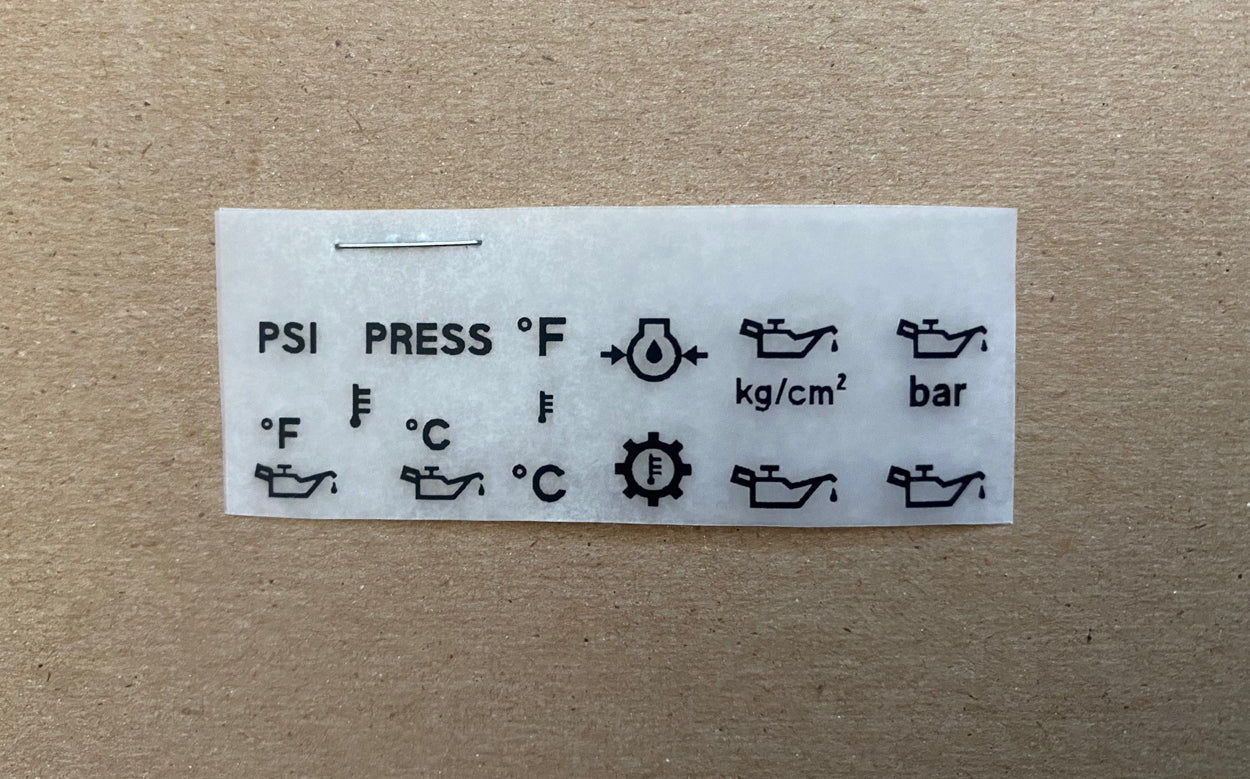 PSI PRESS °F
kg/cm² bar
°F °C
°C